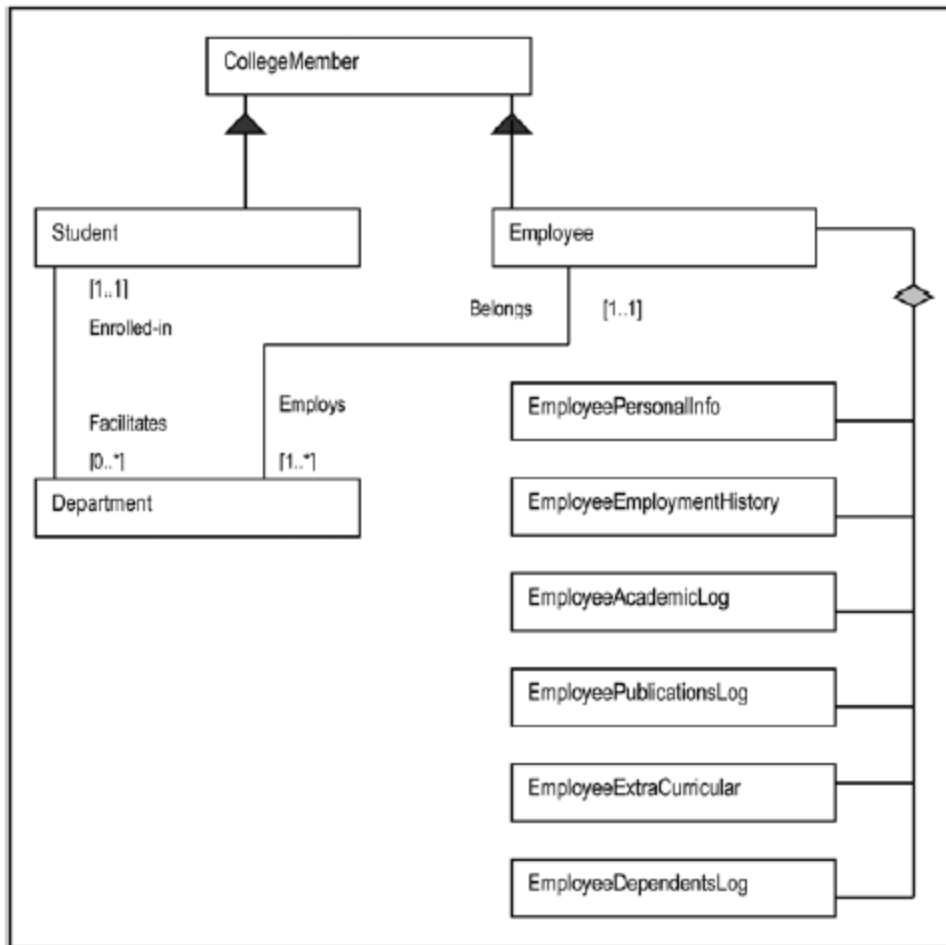 CollegeMember
Student
Employee
[1..1]
Enrolled-in
Belongs
[1..1]
Facilitates
[0..*]
Employs
[1..*]
Department
EmployeePersonalInfo
EmployeeEmploymentHistory
EmployeeAcademicLog
EmployeePublicationsLog
EmployeeExtraCurricular
EmployeeDependentsLog